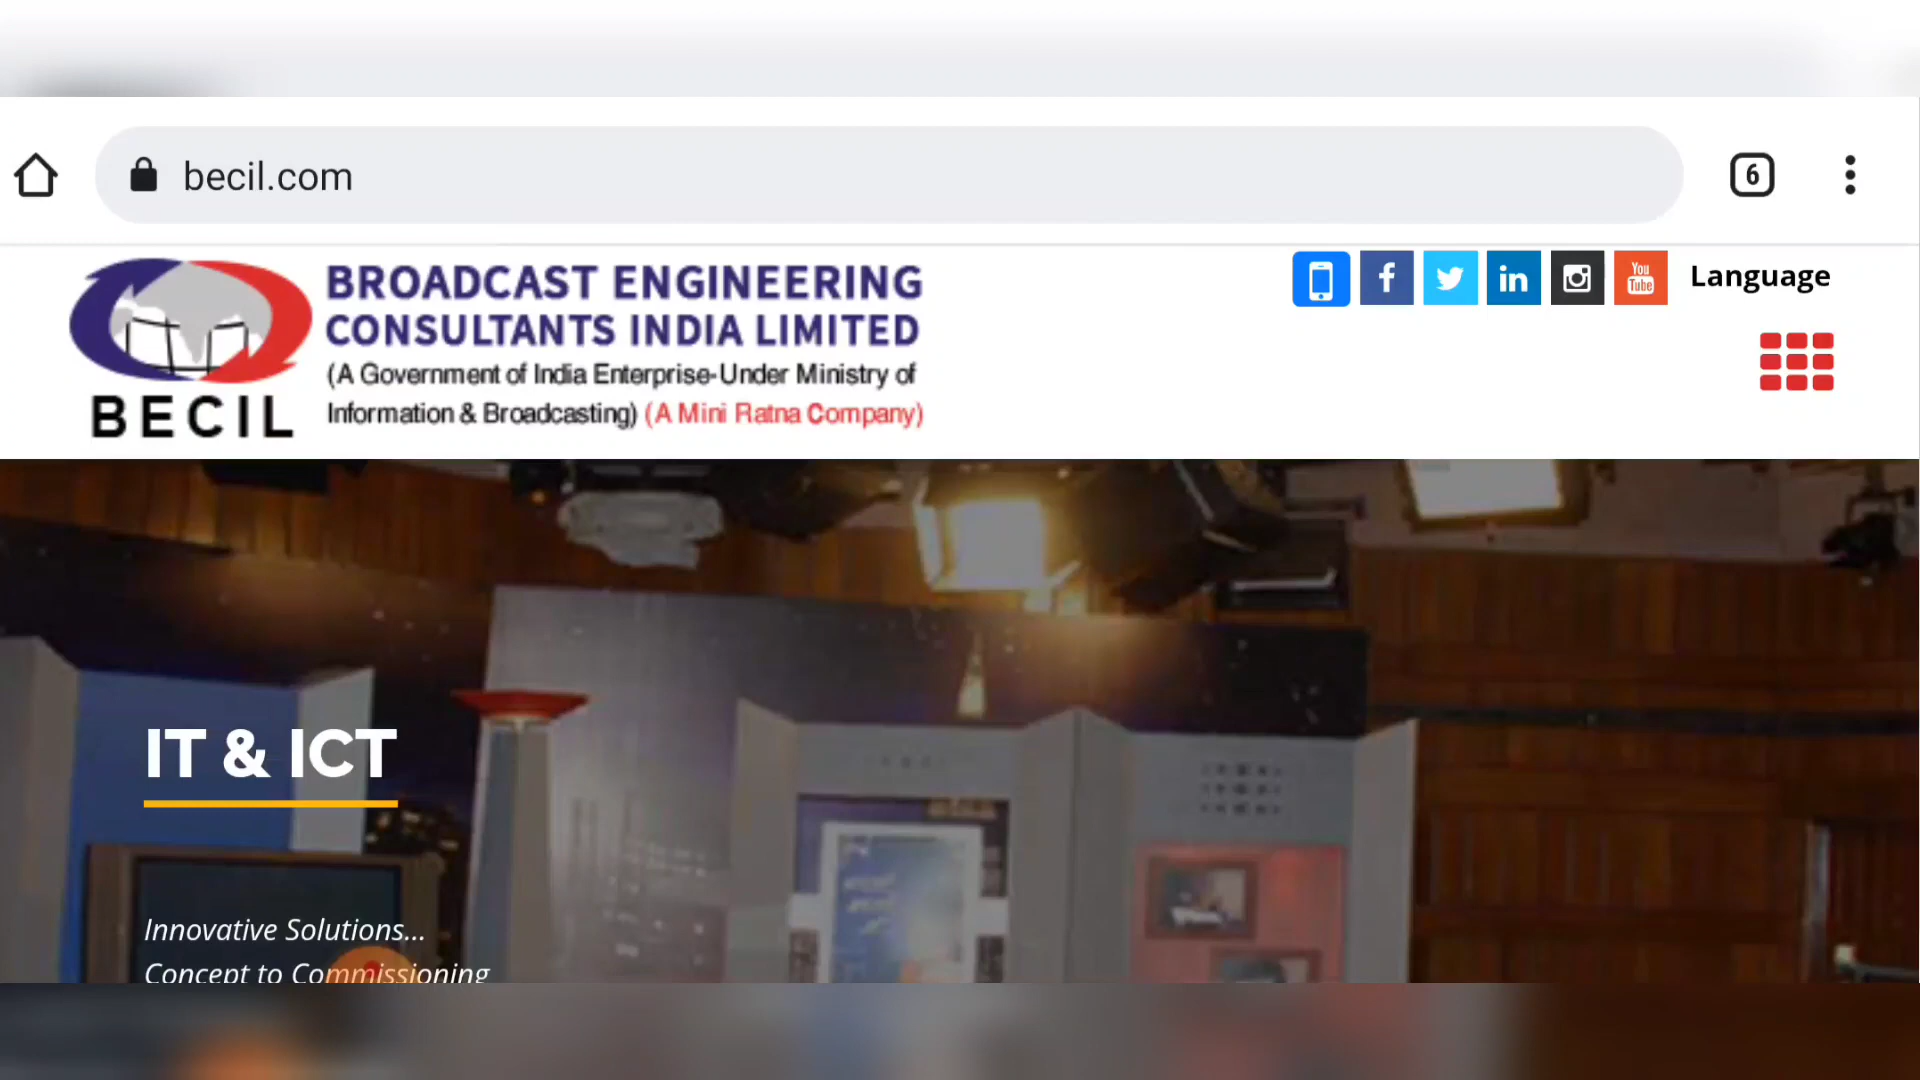 becil.com
6
BROADCAST ENGINEERING
CONSULTANTS INDIA LIMITED
(A Government of India Enterprise-Under Ministry of
Information & Broadcasting) (A Mini Ratna Company)
BECIL
You
Tube
Language
IT & ICT
Innovative Solutions...
Concept to Commissioning